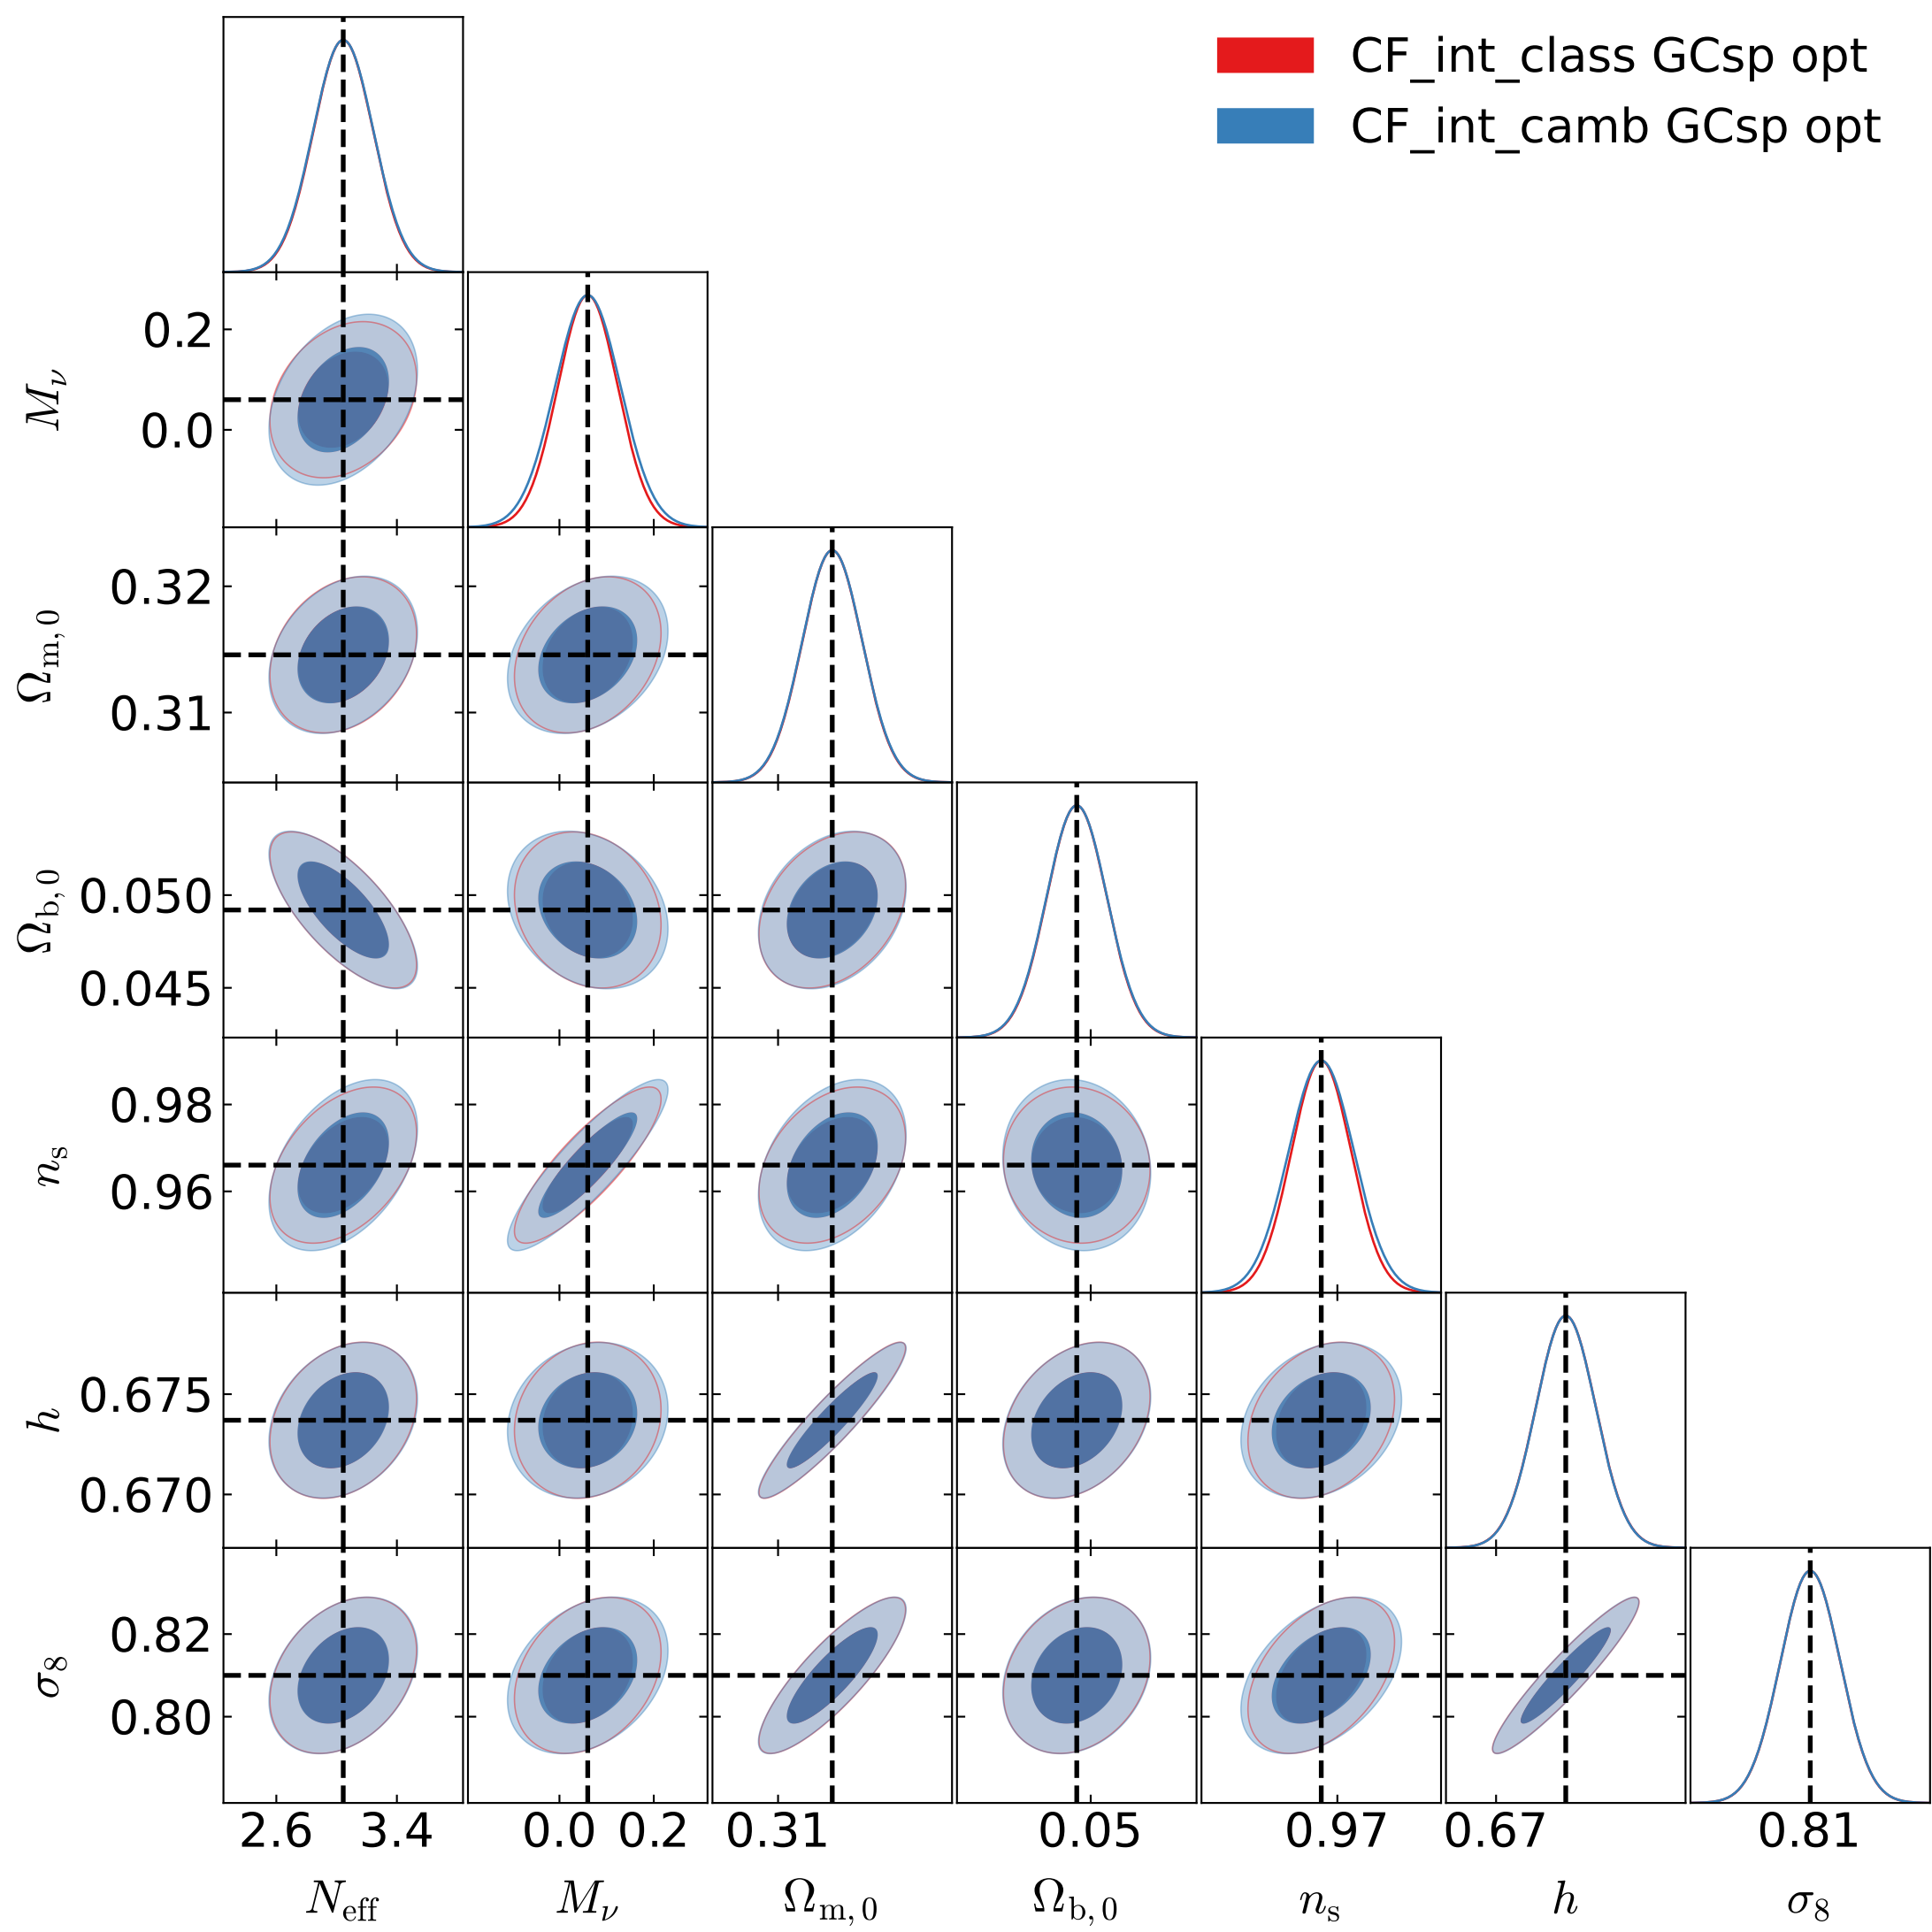 CF_int_class GCsp opt
CF_int_camb GCsp opt
0.2
0.0
M_ν
0.32
0.31
Ω_m,0
0.050
0.045
Ω_b,0
0.98
0.96
n_s
0.675
0.670
h
0.82
0.80
σ_8
2.6 3.4 0.0 0.2 0.31 0.05 0.97 0.67 0.81
N_eff M_ν Ω_m,0 Ω_b,0 n_s h σ_8